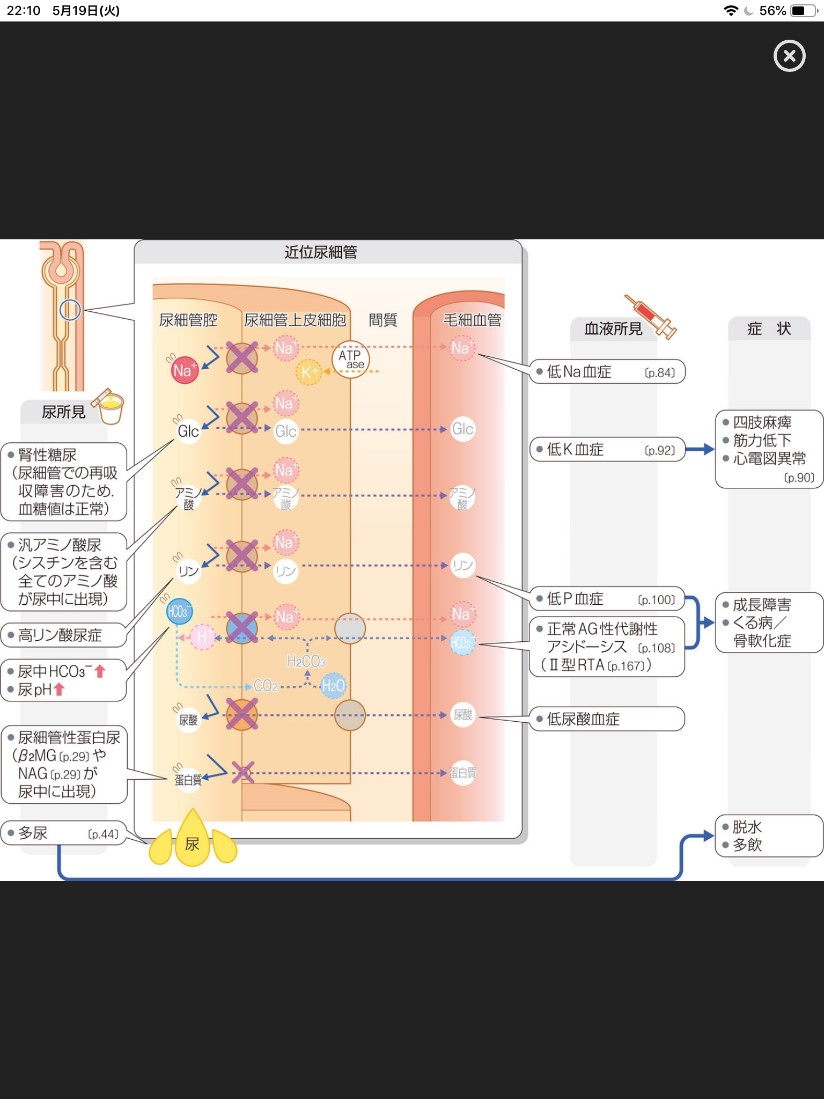 22:10 5月19日(火)
56%
近位尿細管
尿細管腔
尿細管上皮細胞
間質
毛細血管
血液所見
症 状
尿所見
Na⁺
Na⁺
K⁺
ATP
ase
Na⁺
Glc
Na⁺
Glc
Glc
アミノ
酸
Na⁺
アミノ
酸
アミノ
酸
リン
Na⁺
リン
リン
HCO₃⁻
H⁺
Na⁺
Na⁺
HCO₃⁻
H₂CO₃
CO₂
H₂O
尿酸
尿酸
蛋白質
蛋白質
尿
●腎性糖尿
(尿細管での再吸
収障害のため,
血糖値は正常)
●汎アミノ酸尿
(シスチンを含む
全てのアミノ酸
が尿中に出現)
●高リン酸尿症
●尿中HCO₃⁻⬆
●尿pH⬆
●尿細管性蛋白尿
(β₂MG〔p.29〕や
NAG〔p.29〕が
尿中に出現)
●多尿 〔p.44〕
●低Na血症 〔p.84〕
●低K血症 〔p.92〕
●低P血症 〔p.100〕
●正常AG性代謝性
アシドーシス 〔p.108〕
(Ⅱ型RTA〔p.167〕)
●低尿酸血症
●四肢麻痺
●筋力低下
●心電図異常
〔p.90〕
●成長障害
●くる病/
骨軟化症
●脱水
●多飲